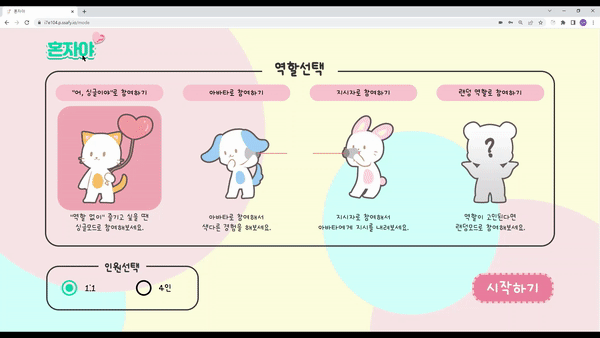 혼자야
i7e104.p.ssafy.io/mode
혼자야
역할선택
"어, 싱글이야"로 참여하기
아바타로 참여하기
지시자로 참여하기
랜덤 역할로 참여하기
?
"역할 없이" 즐기고 싶을 땐
싱글모드로 참여해보세요.
아바타로 참여해서
색다른 경험을 해보세요.
지시자로 참여해서
아바타에게 지시를 내려보세요.
역할이 고민된다면
랜덤모드로 참여해보세요.
인원선택
1:1
4인
시작하기